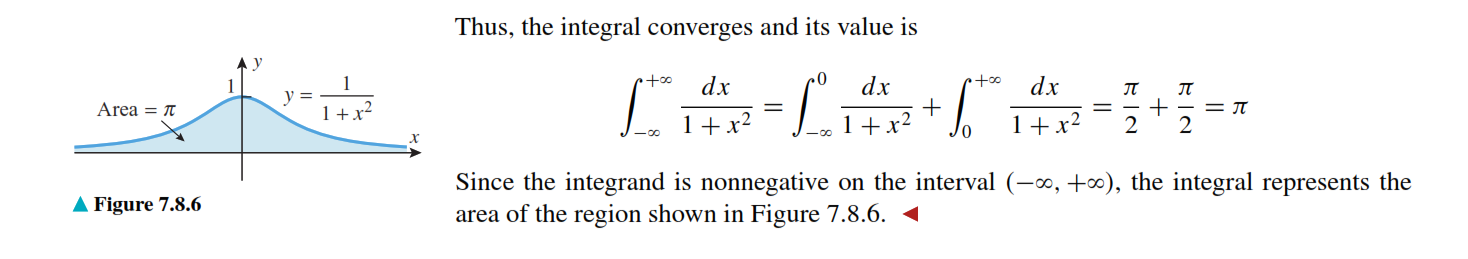 y
1
y = 1/(1 + x²)
Area = π
x
▲ Figure 7.8.6
Thus, the integral converges and its value is
∫_{−∞}^{+∞} dx/(1 + x²) = ∫_{−∞}^{0} dx/(1 + x²) + ∫_{0}^{+∞} dx/(1 + x²) = π/2 + π/2 = π
Since the integrand is nonnegative on the interval (−∞, +∞), the integral represents the
area of the region shown in Figure 7.8.6. ◄